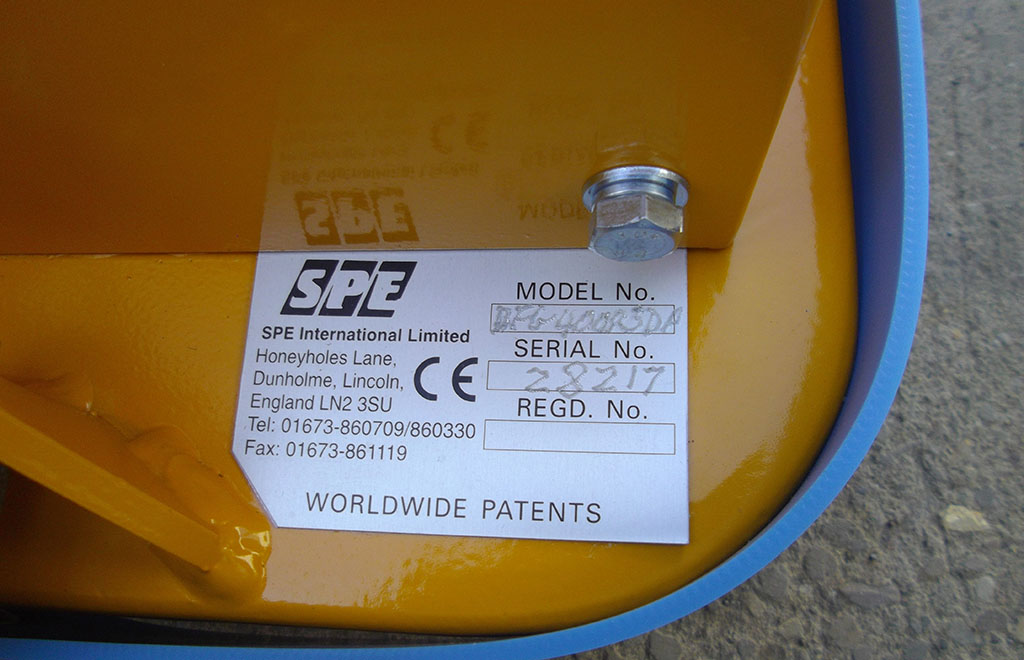 SPE
SPE International Limited
Honeyholes Lane,
Dunholme, Lincoln,
England LN2 3SU
Tel: 01673-860709/860330
Fax: 01673-861119
CE
MODEL No.
SERIAL No.
28217
REGD. No.
WORLDWIDE PATENTS